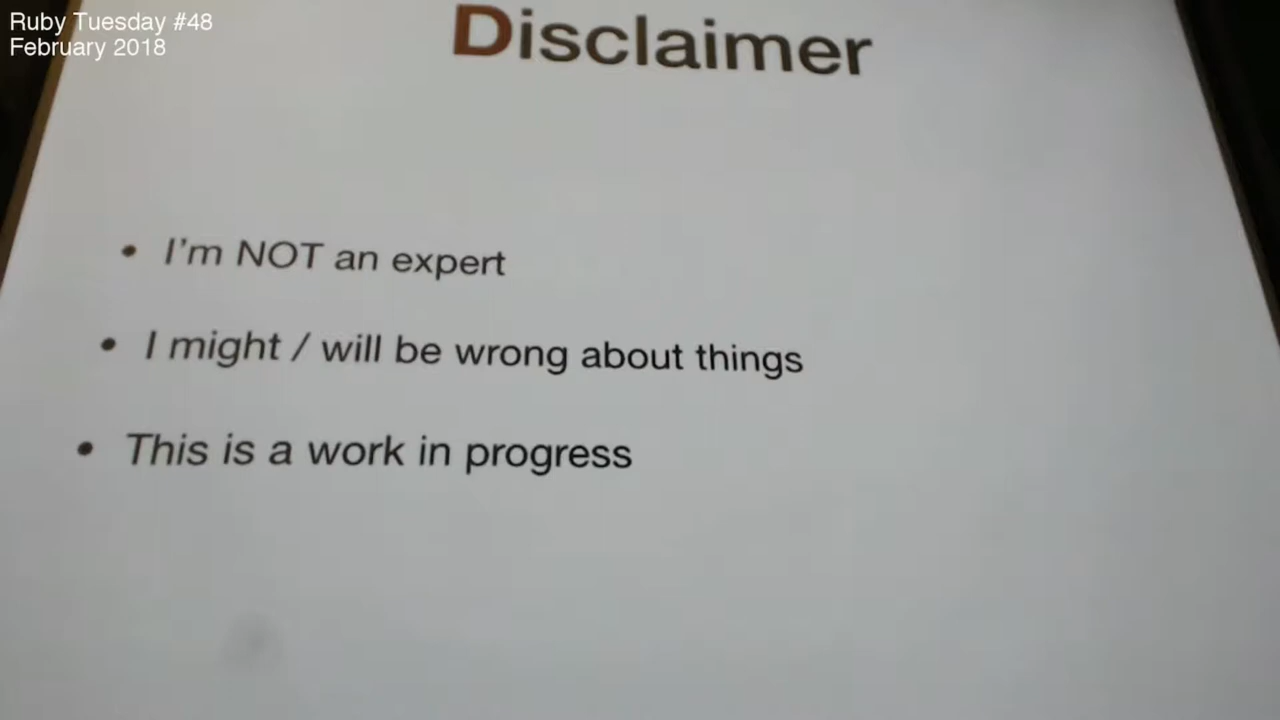 Ruby Tuesday #48
February 2018
Disclaimer
• I'm NOT an expert
• I might / will be wrong about things
• This is a work in progress